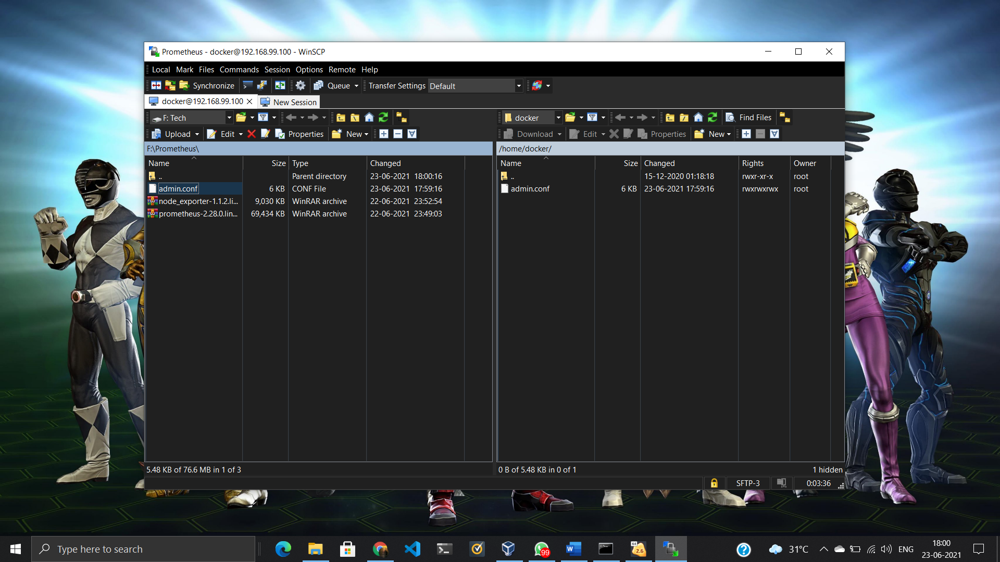 Prometheus - docker@192.168.99.100 - WinSCP
Local Mark Files Commands Session Options Remote Help
Synchronize Queue Transfer Settings Default
docker@192.168.99.100 New Session
F: Tech
docker Find Files
Upload Edit Properties New
Download Edit Properties New
F:\Prometheus\
Name Size Type Changed
.. Parent directory 23-06-2021 18:00:16
admin.conf 6 KB CONF File 23-06-2021 17:59:16
node_exporter-1.1.2.li... 9,030 KB WinRAR archive 22-06-2021 23:52:54
prometheus-2.28.0.lin... 69,434 KB WinRAR archive 22-06-2021 23:49:03
5.48 KB of 76.6 MB in 1 of 3
/home/docker/
Name Size Changed Rights Owner
.. 15-12-2020 01:18:18 rwxr-xr-x root
admin.conf 6 KB 23-06-2021 17:59:16 rwxrwxrwx root
0 B of 5.48 KB in 0 of 1 1 hidden
SFTP-3 0:03:36
Type here to search
99
64
2.6
31°C ENG
18:00
23-06-2021